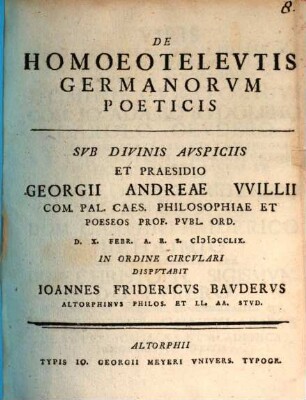 8.
DE
HOMOEOTELEVTIS
GERMANORVM
POETICIS
SVB DIVINIS AVSPICIIS
ET PRAESIDIO
GEORGII ANDREAE VVILLII
COM. PAL. CAES. PHILOSOPHIAE ET
POESEOS PROF. PVBL. ORD.
D. X. FEBR. A. R. S. CIƆIƆCCLIX.
IN ORDINE CIRCVLARI
DISPVTABIT
IOANNES FRIDERICVS BAVDERVS
ALTORPHINVS PHILOS. ET LL. AA. STVD.
ALTORPHII
TYPIS IO. GEORGII MEYERI VNIVERS. TYPOGR.